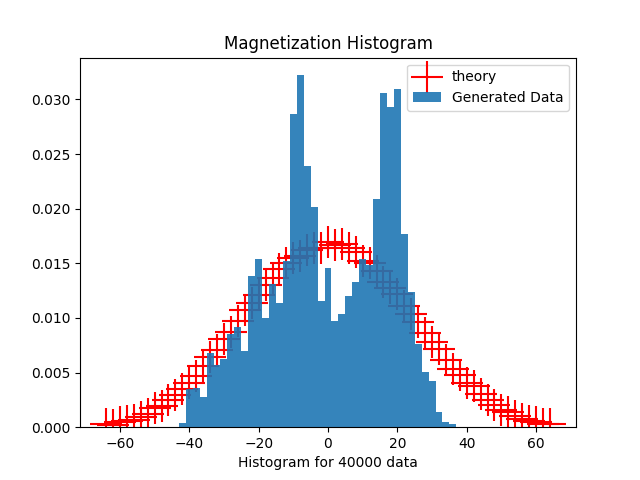 Magnetization Histogram
theory
Generated Data
0.030
0.025
0.020
0.015
0.010
0.005
0.000
−60 −40 −20 0 20 40 60
Histogram for 40000 data